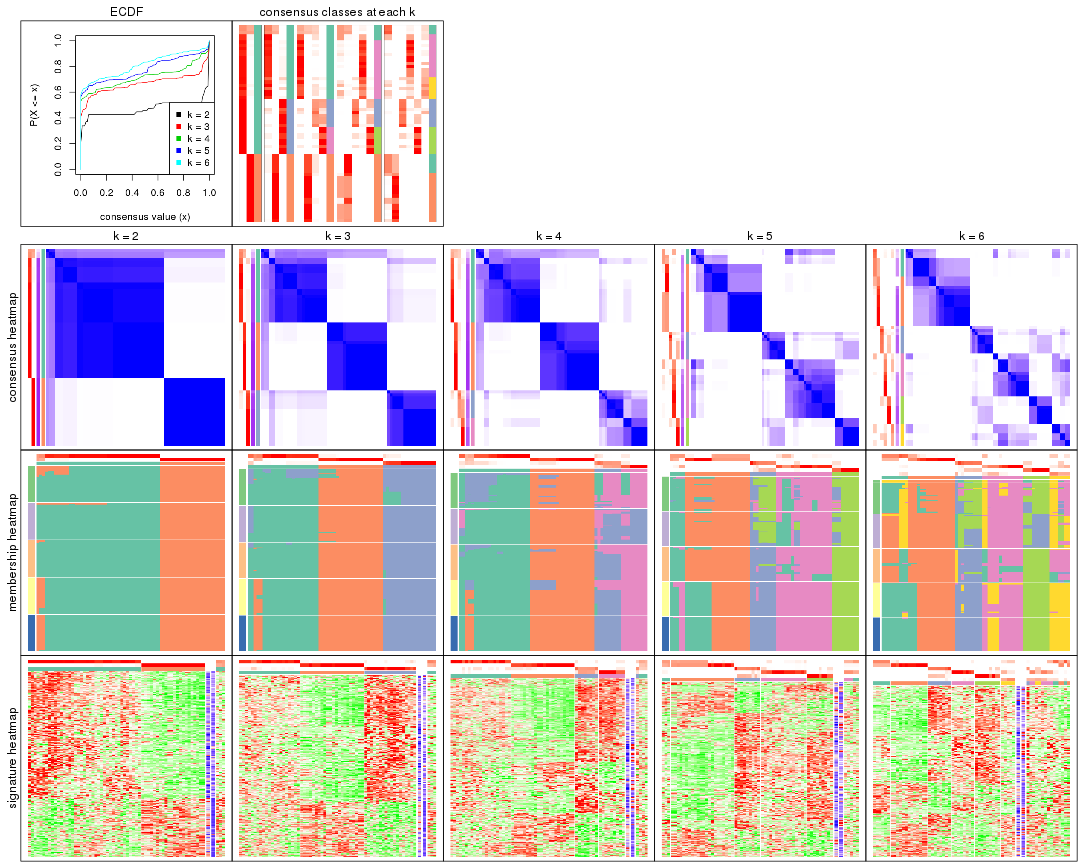 ECDF
consensus classes at each k
P(X <= x)
0.0 0.2 0.4 0.6 0.8 1.0
k = 2
k = 3
k = 4
k = 5
k = 6
0.0 0.2 0.4 0.6 0.8 1.0
consensus value (x)
k = 2 k = 3 k = 4 k = 5 k = 6
consensus heatmap
membership heatmap
signature heatmap